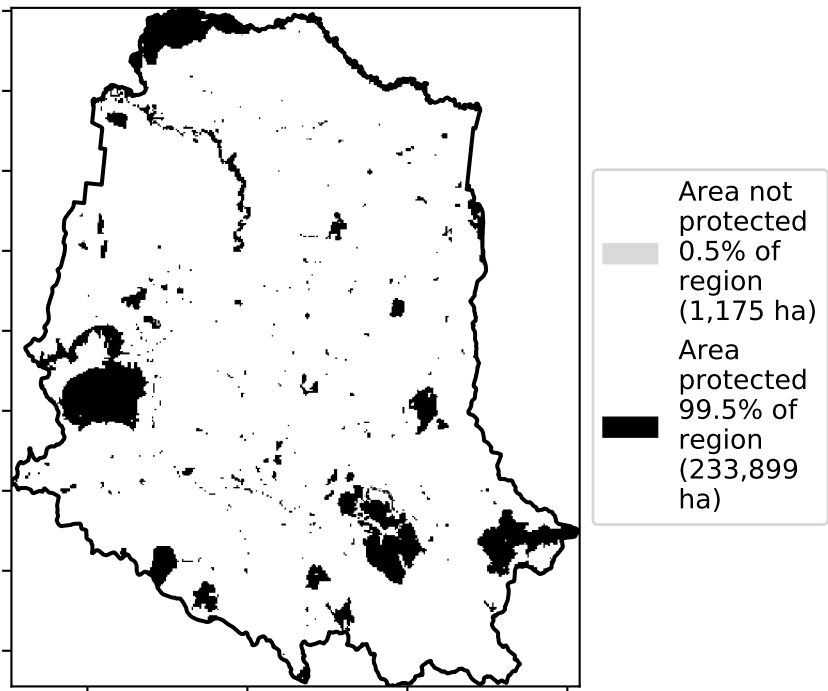 Area not
protected
0.5% of
region
(1,175 ha)
Area
protected
99.5% of
region
(233,899
ha)